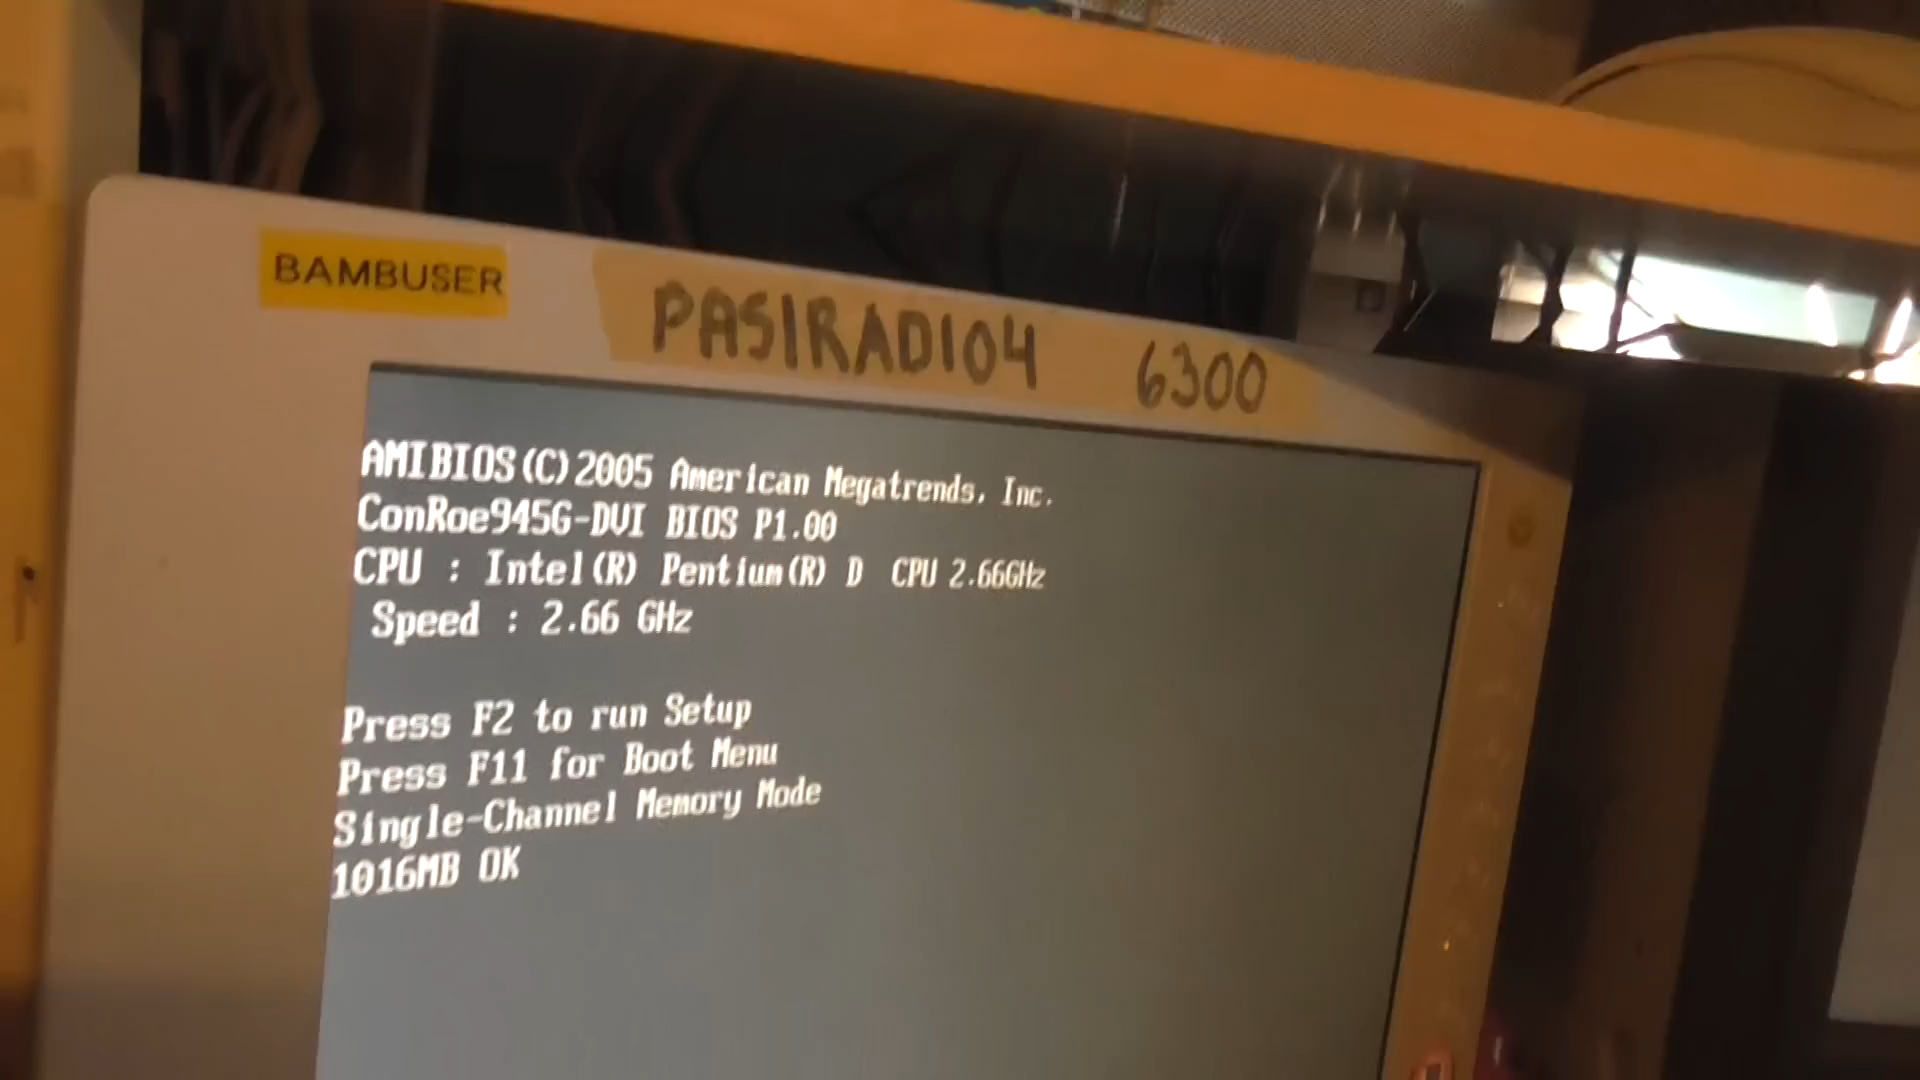 BAMBUSER
PASIRADIO4 6300
AMIBIOS(C)2005 American Megatrends, Inc.
ConRoe945G-DVI BIOS P1.00
CPU : Intel(R) Pentium(R) D CPU 2.66GHz
Speed : 2.66 GHz
Press F2 to run Setup
Press F11 for Boot Menu
Single-Channel Memory Mode
1016MB OK